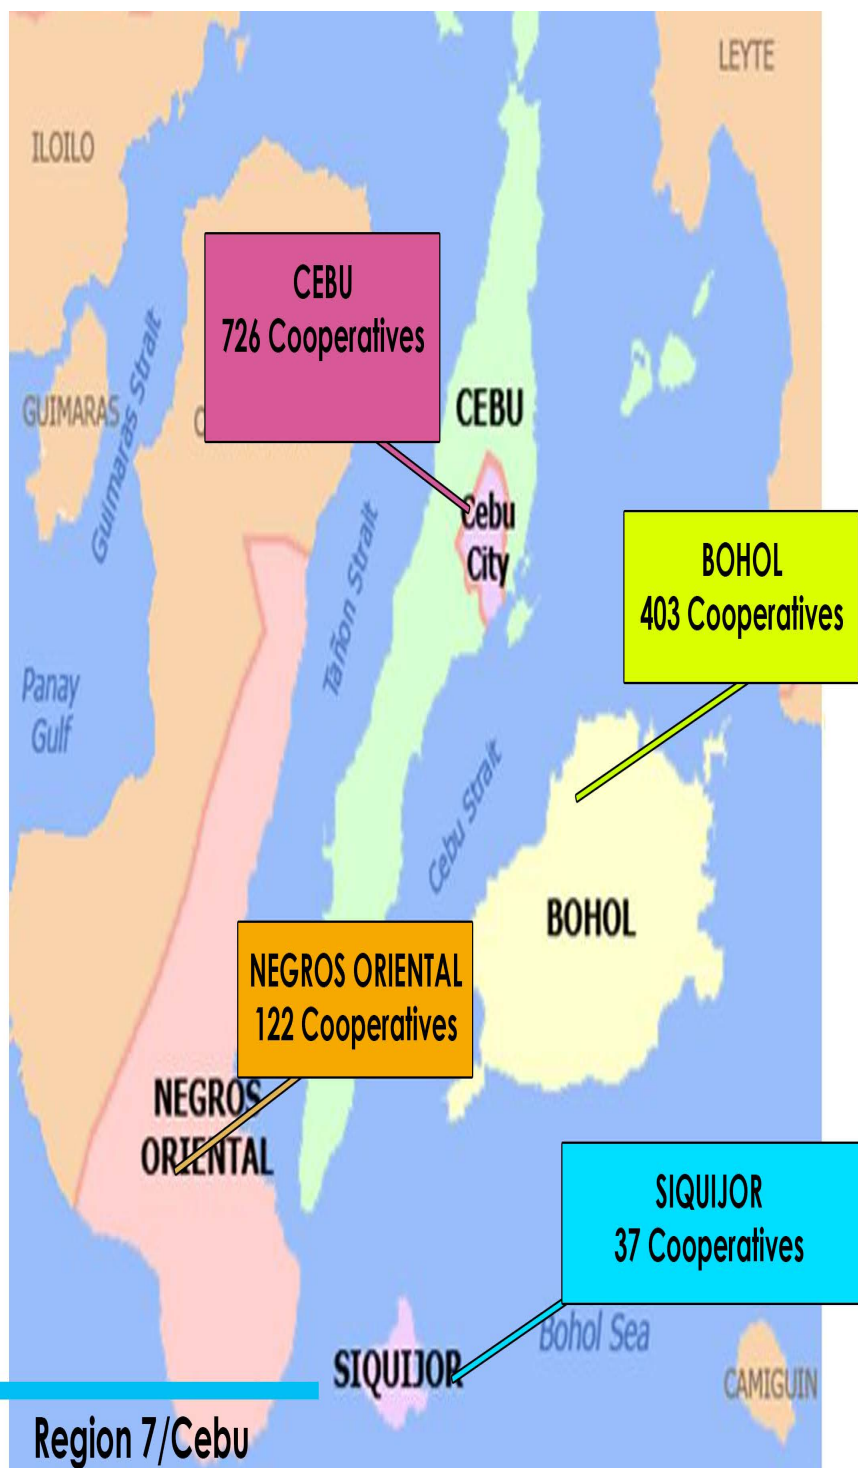 LEYTE
ILOILO
CEBU
726 Cooperatives
GUIMARAS
Guimaras Strait
CEBU
Cebu
City
Tañon Strait
BOHOL
403 Cooperatives
Panay
Gulf
Cebu Strait
BOHOL
NEGROS ORIENTAL
122 Cooperatives
NEGROS
ORIENTAL
SIQUIJOR
37 Cooperatives
Bohol Sea
SIQUIJOR
CAMIGUIN
Region 7/Cebu